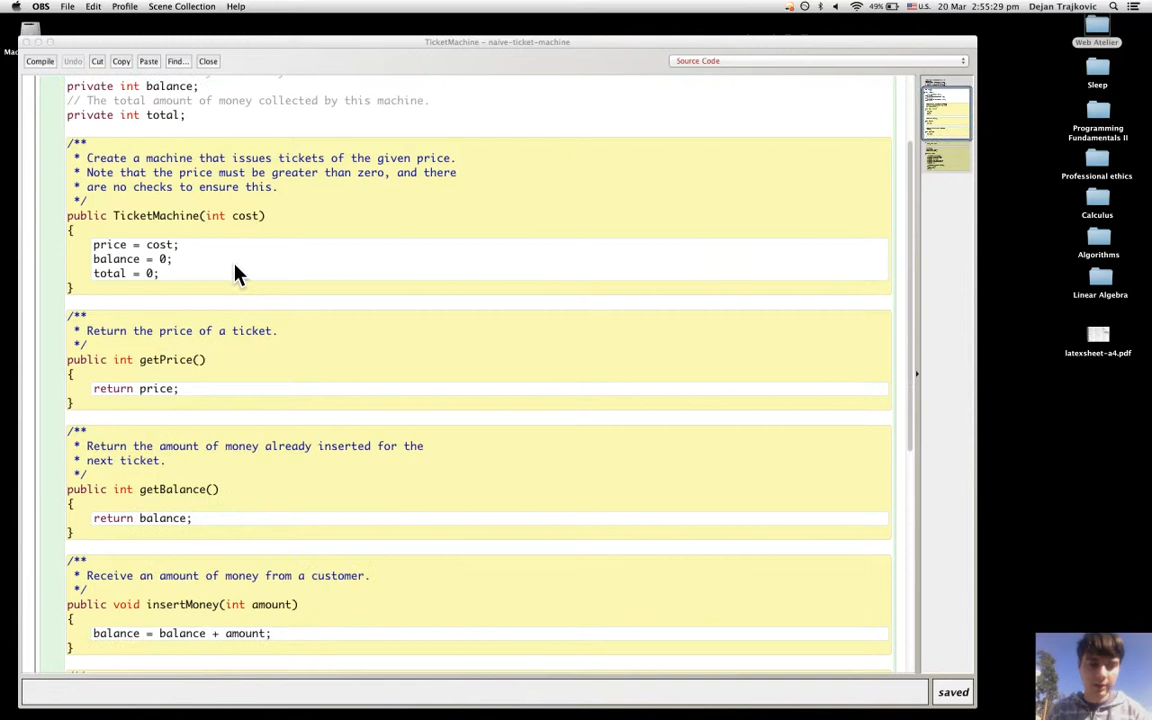 OBS File Edit Profile Scene Collection Help 49% U.S. 20 Mar 2:55:29 pm Dejan Trajkovic
TicketMachine – naive-ticket-machine
Compile Undo Cut Copy Paste Find... Close Source Code
private int balance;
// The total amount of money collected by this machine.
private int total;
/**
* Create a machine that issues tickets of the given price.
* Note that the price must be greater than zero, and there
* are no checks to ensure this.
*/
public TicketMachine(int cost)
{
price = cost;
balance = 0;
total = 0;
}
/**
* Return the price of a ticket.
*/
public int getPrice()
{
return price;
}
/**
* Return the amount of money already inserted for the
* next ticket.
*/
public int getBalance()
{
return balance;
}
/**
* Receive an amount of money from a customer.
*/
public void insertMoney(int amount)
{
balance = balance + amount;
}
saved
Web Atelier
Sleep
Programming
Fundamentals II
Professional ethics
Calculus
Algorithms
Linear Algebra
latexsheet-a4.pdf